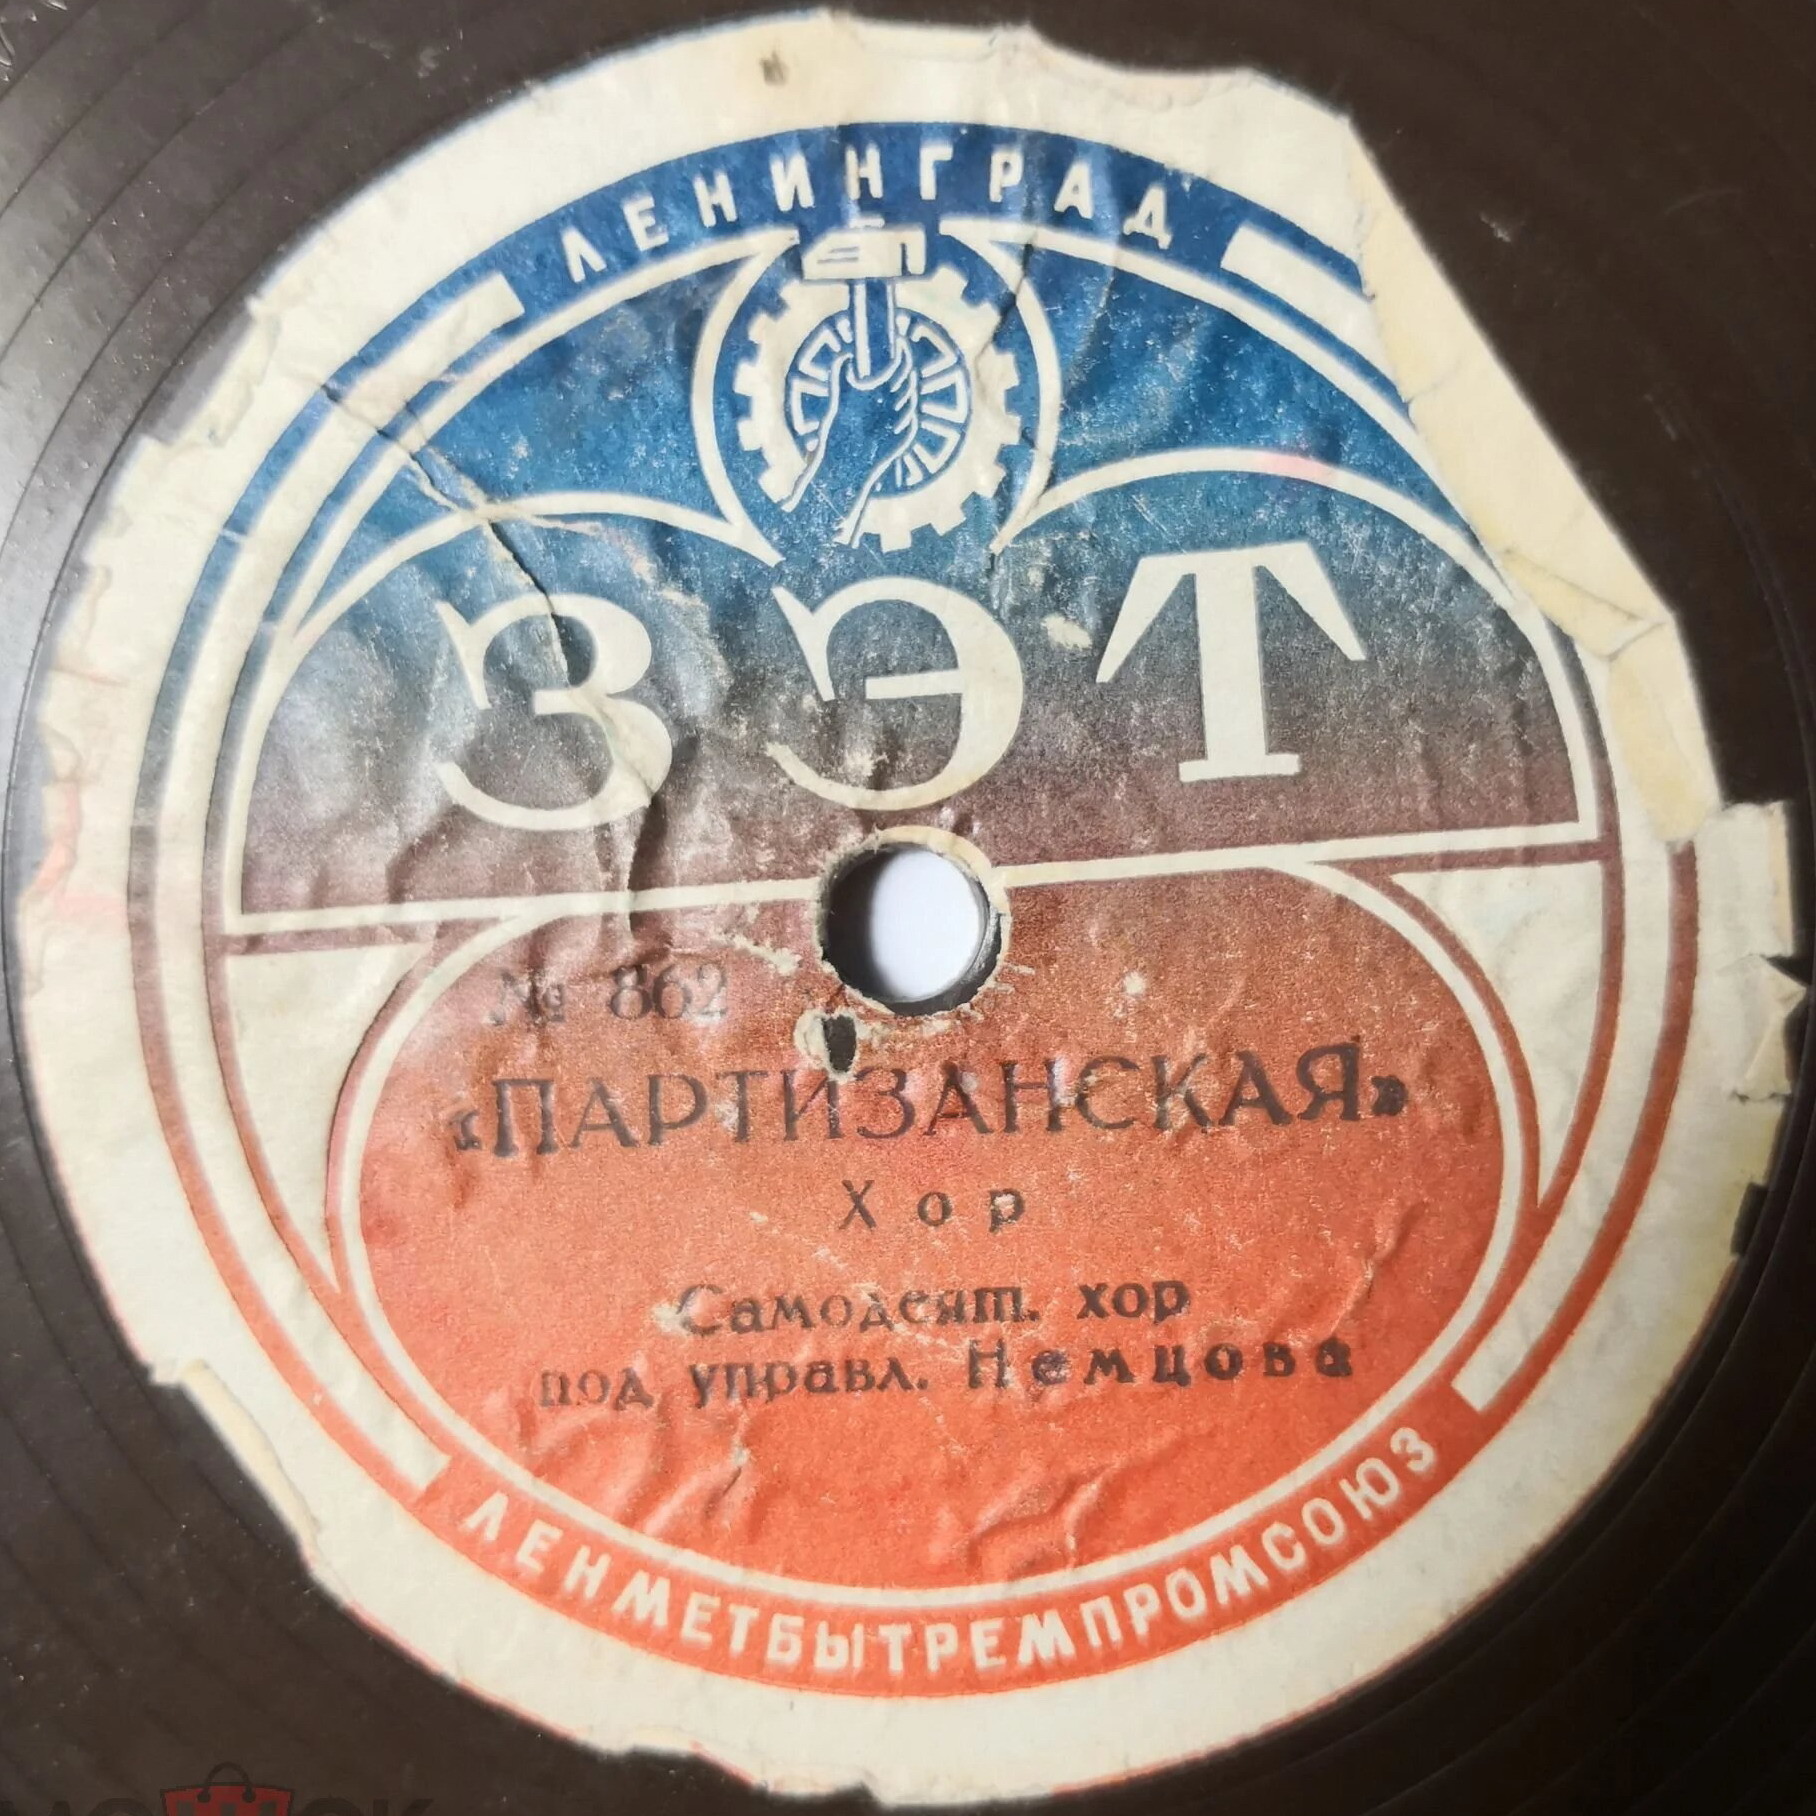 ЛЕНИНГРАД
ЗЭТ
№ 862
«ПАРТИЗАНСКАЯ»
Хор
Самодеят. хор
под управл. Немцова
ЛЕНМЕТБЫТРЕМПРОМСОЮЗ